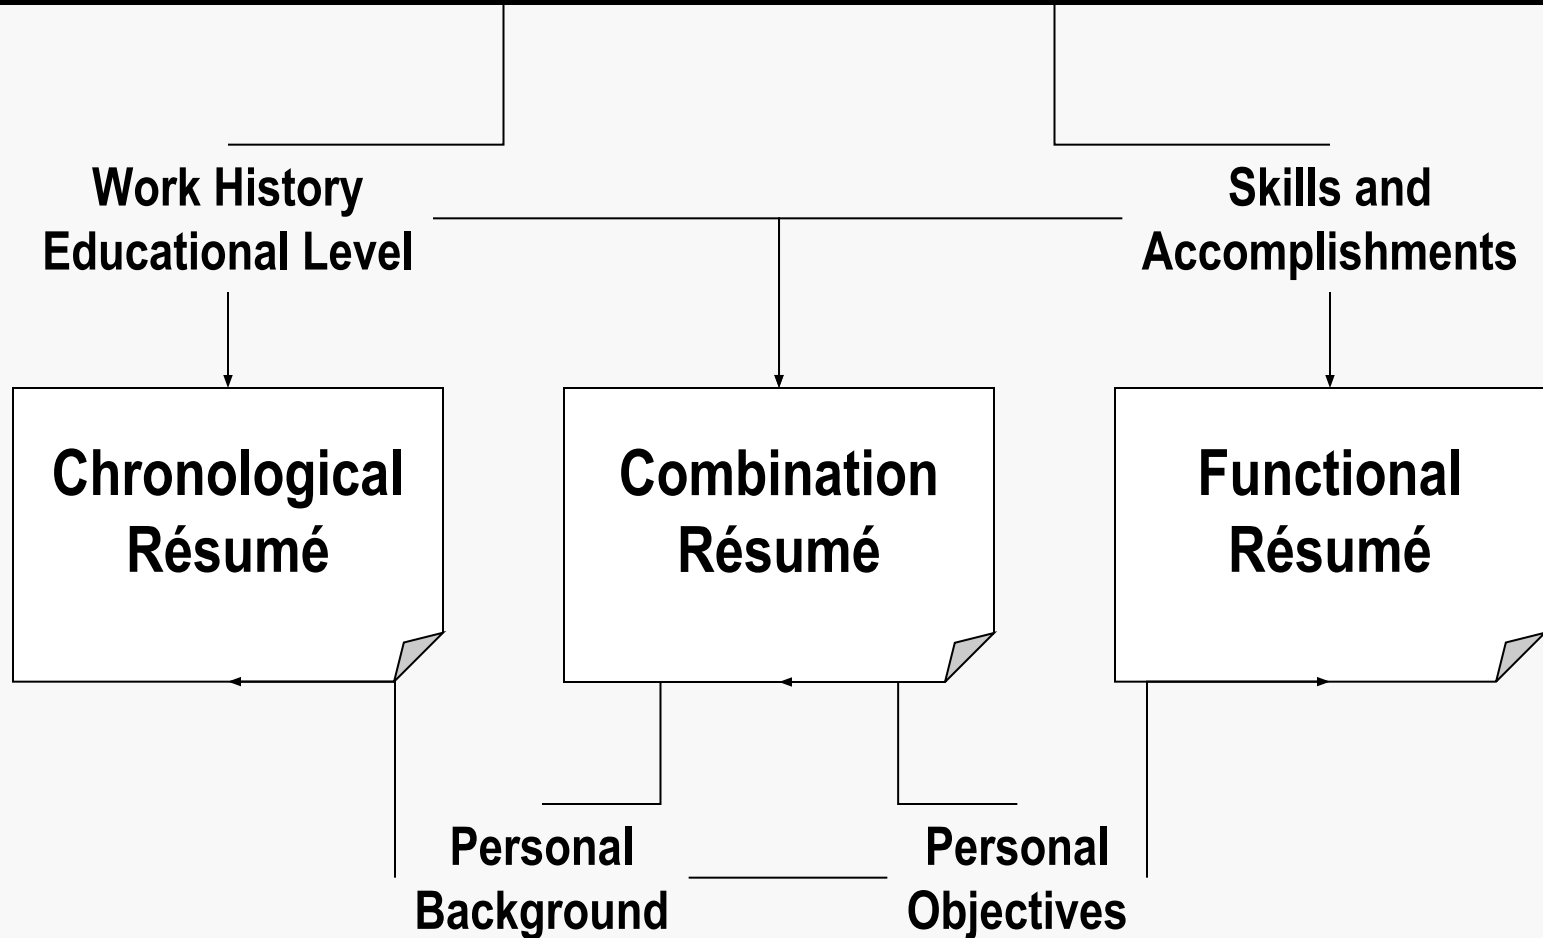 Work History
Educational Level
Skills and
Accomplishments
Chronological
Résumé
Combination
Résumé
Functional
Résumé
Personal
Background
Personal
Objectives